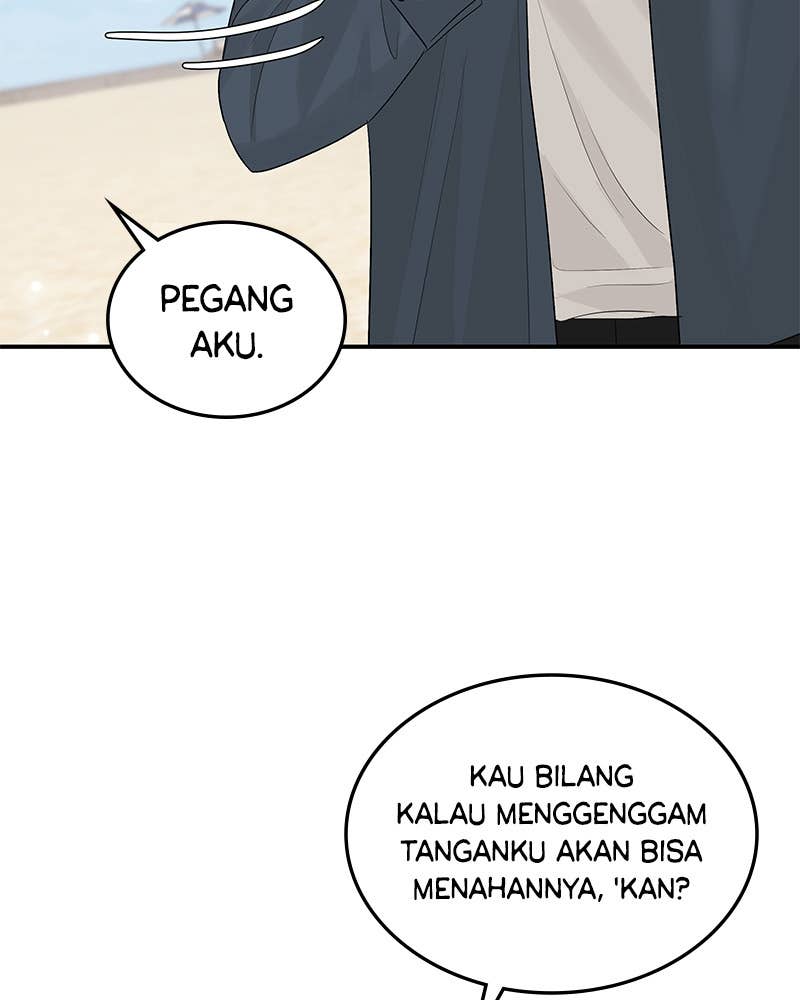 PEGANG
AKU.
KAU BILANG
KALAU MENGGENGGAM
TANGANKU AKAN BISA
MENAHANNYA, 'KAN?